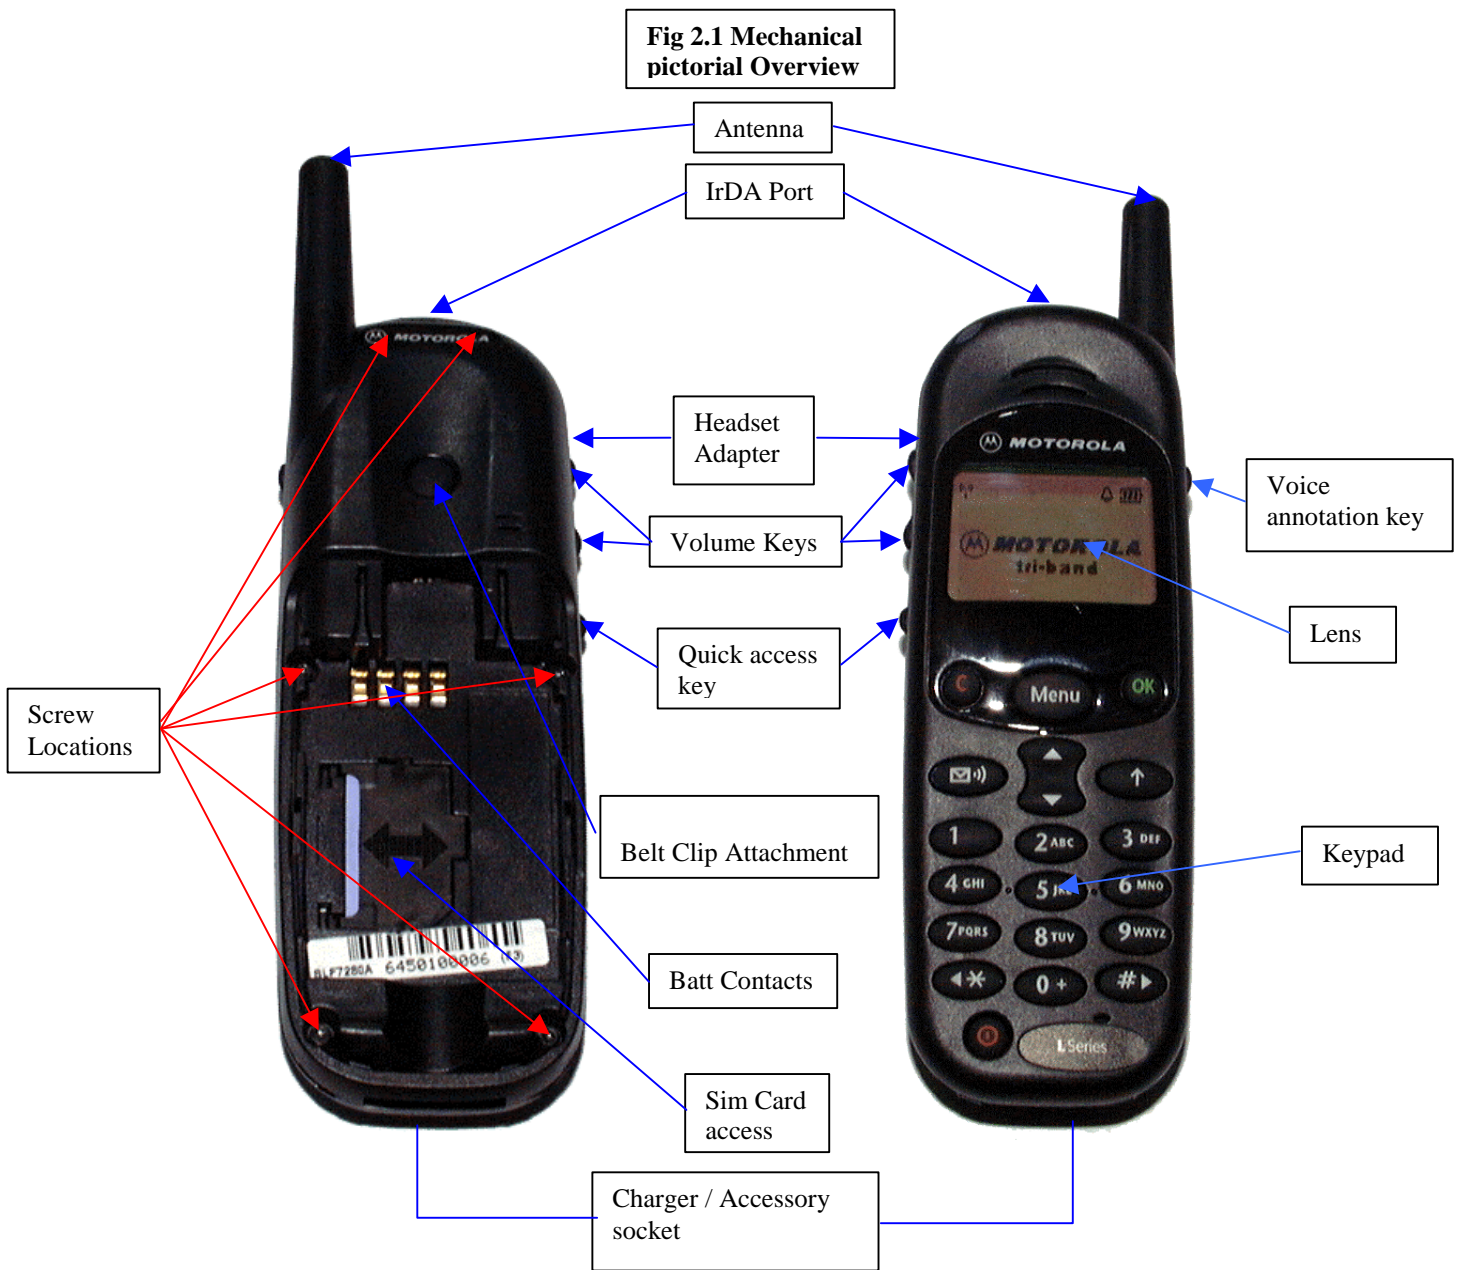 Fig 2.1 Mechanical
pictorial Overview
Antenna
IrDA Port
MOTOROLA
Headset
Adapter
MOTOROLA
Voice
annotation key
Volume Keys
MOTOROLA
tri-band
Lens
Quick access
key
C
Menu
OK
Screw
Locations
1
2 ABC
3 DEF
Belt Clip Attachment
Keypad
4 GHI
5
6 MNO
7 PQRS
8 TUV
9 WXYZ
6450100006
Batt Contacts
*
0 +
#
L Series
Sim Card
access
Charger / Accessory
socket